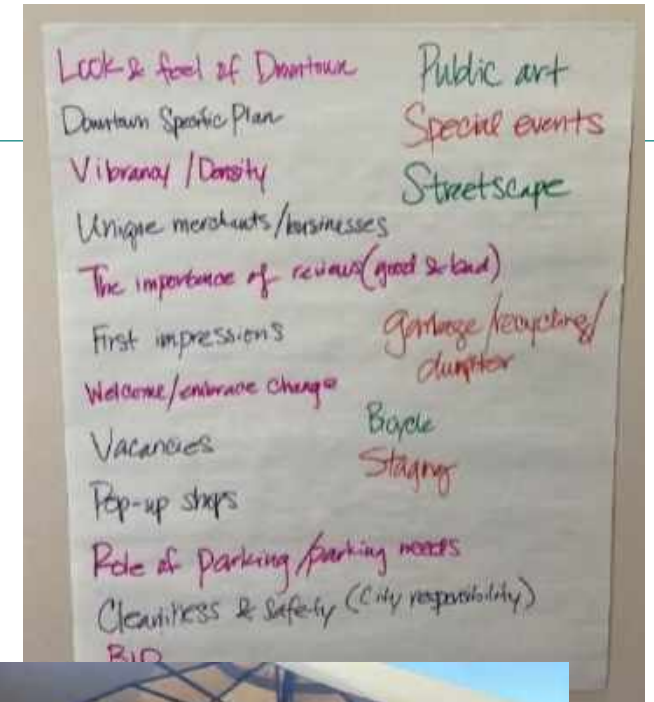 Look & feel of Downtown
Downtown Specific Plan
Vibrancy / Density
Unique merchants/businesses
The importance of reviews (good & bad)
First impressions
Welcome/embrace change
Vacancies
Pop-up shops
Role of parking/parking needs
Cleanliness & safety (City responsibility)
BID
Public art
Special events
Streetscape
garbage/recycling/
dumpster
Bicycle
Staging